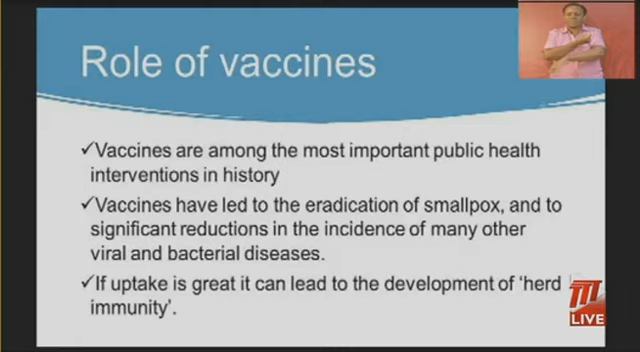 Role of vaccines
✓Vaccines are among the most important public health
interventions in history
✓Vaccines have led to the eradication of smallpox, and to
significant reductions in the incidence of many other
viral and bacterial diseases.
✓If uptake is great it can lead to the development of ‘herd
immunity’.
LIVE